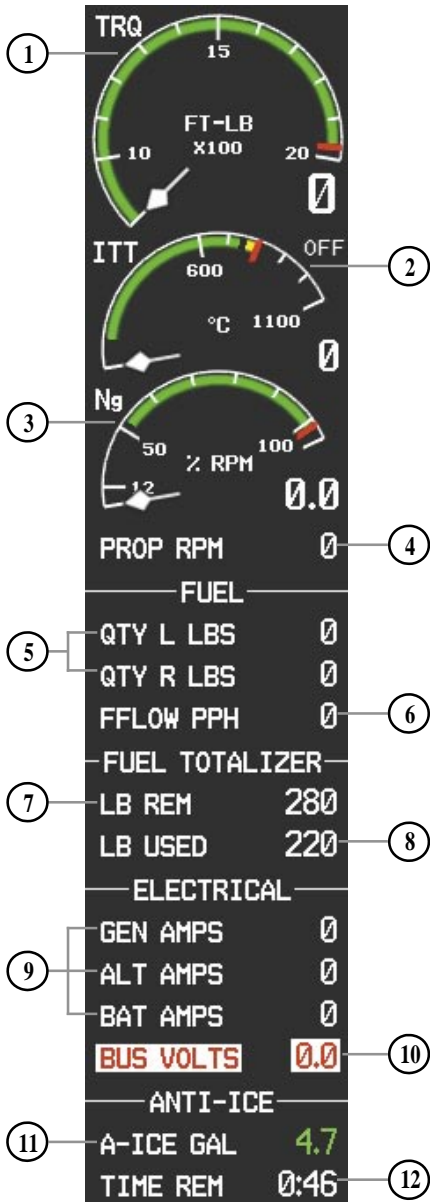 1
TRQ
15
FT-LB
X100
10
20
0
ITT
OFF
2
600
°C
1100
0
3
Ng
50
100
% RPM
12
0.0
PROP RPM 0 4
FUEL
5
QTY L LBS 0
QTY R LBS 0
FFLOW PPH 0 6
FUEL TOTALIZER
7 LB REM 280
LB USED 220 8
ELECTRICAL
GEN AMPS 0
9 ALT AMPS 0
BAT AMPS 0
BUS VOLTS 0.0 10
ANTI-ICE
11 A-ICE GAL 4.7
TIME REM 0:46 12